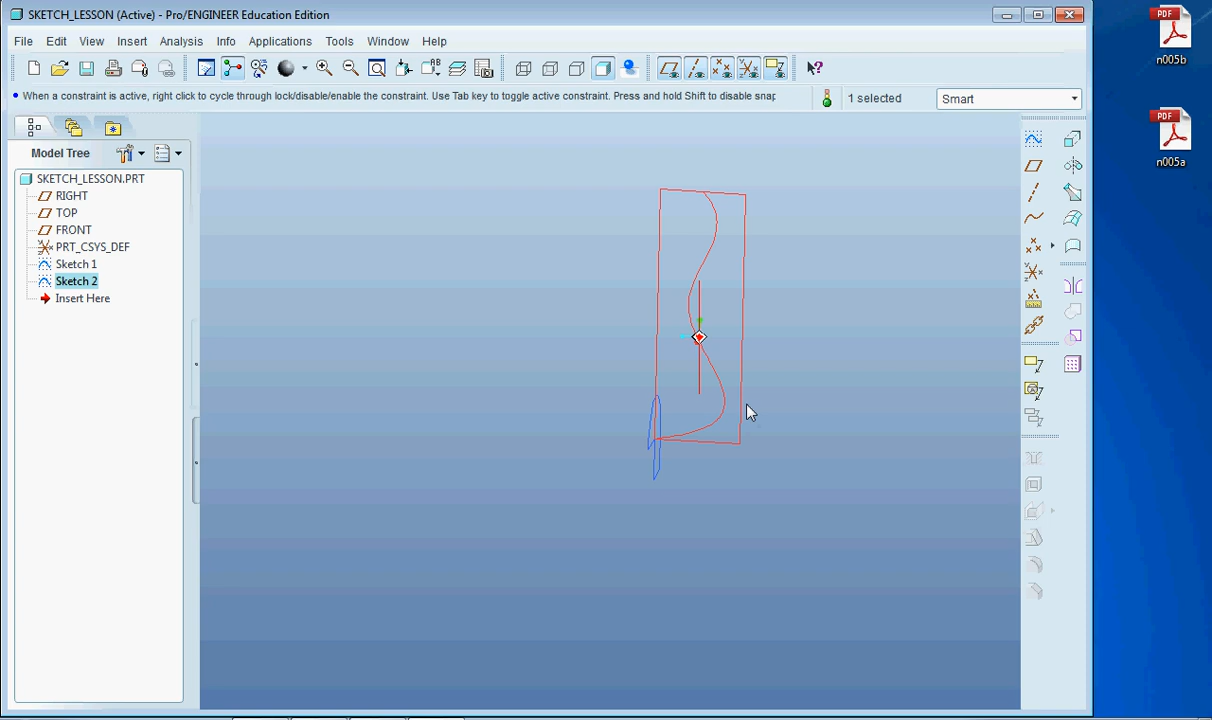 SKETCH_LESSON (Active) - Pro/ENGINEER Education Edition
File Edit View Insert Analysis Info Applications Tools Window Help
When a constraint is active, right click to cycle through lock/disable/enable the constraint. Use Tab key to toggle active constraint. Press and hold Shift to disable snap
1 selected
Smart
Model Tree
SKETCH_LESSON.PRT
RIGHT
TOP
FRONT
PRT_CSYS_DEF
Sketch 1
Sketch 2
Insert Here
PDF
n005b
PDF
n005a